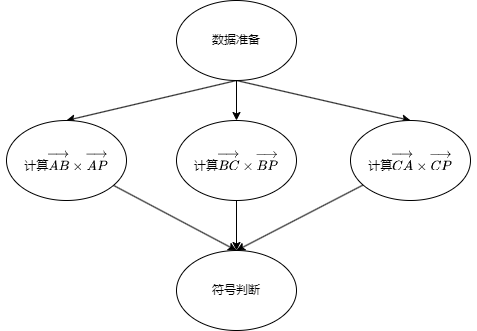 数据准备
计算$\overrightarrow{AB} \times \overrightarrow{AP}$
计算$\overrightarrow{BC} \times \overrightarrow{BP}$
计算$\overrightarrow{CA} \times \overrightarrow{CP}$
符号判断